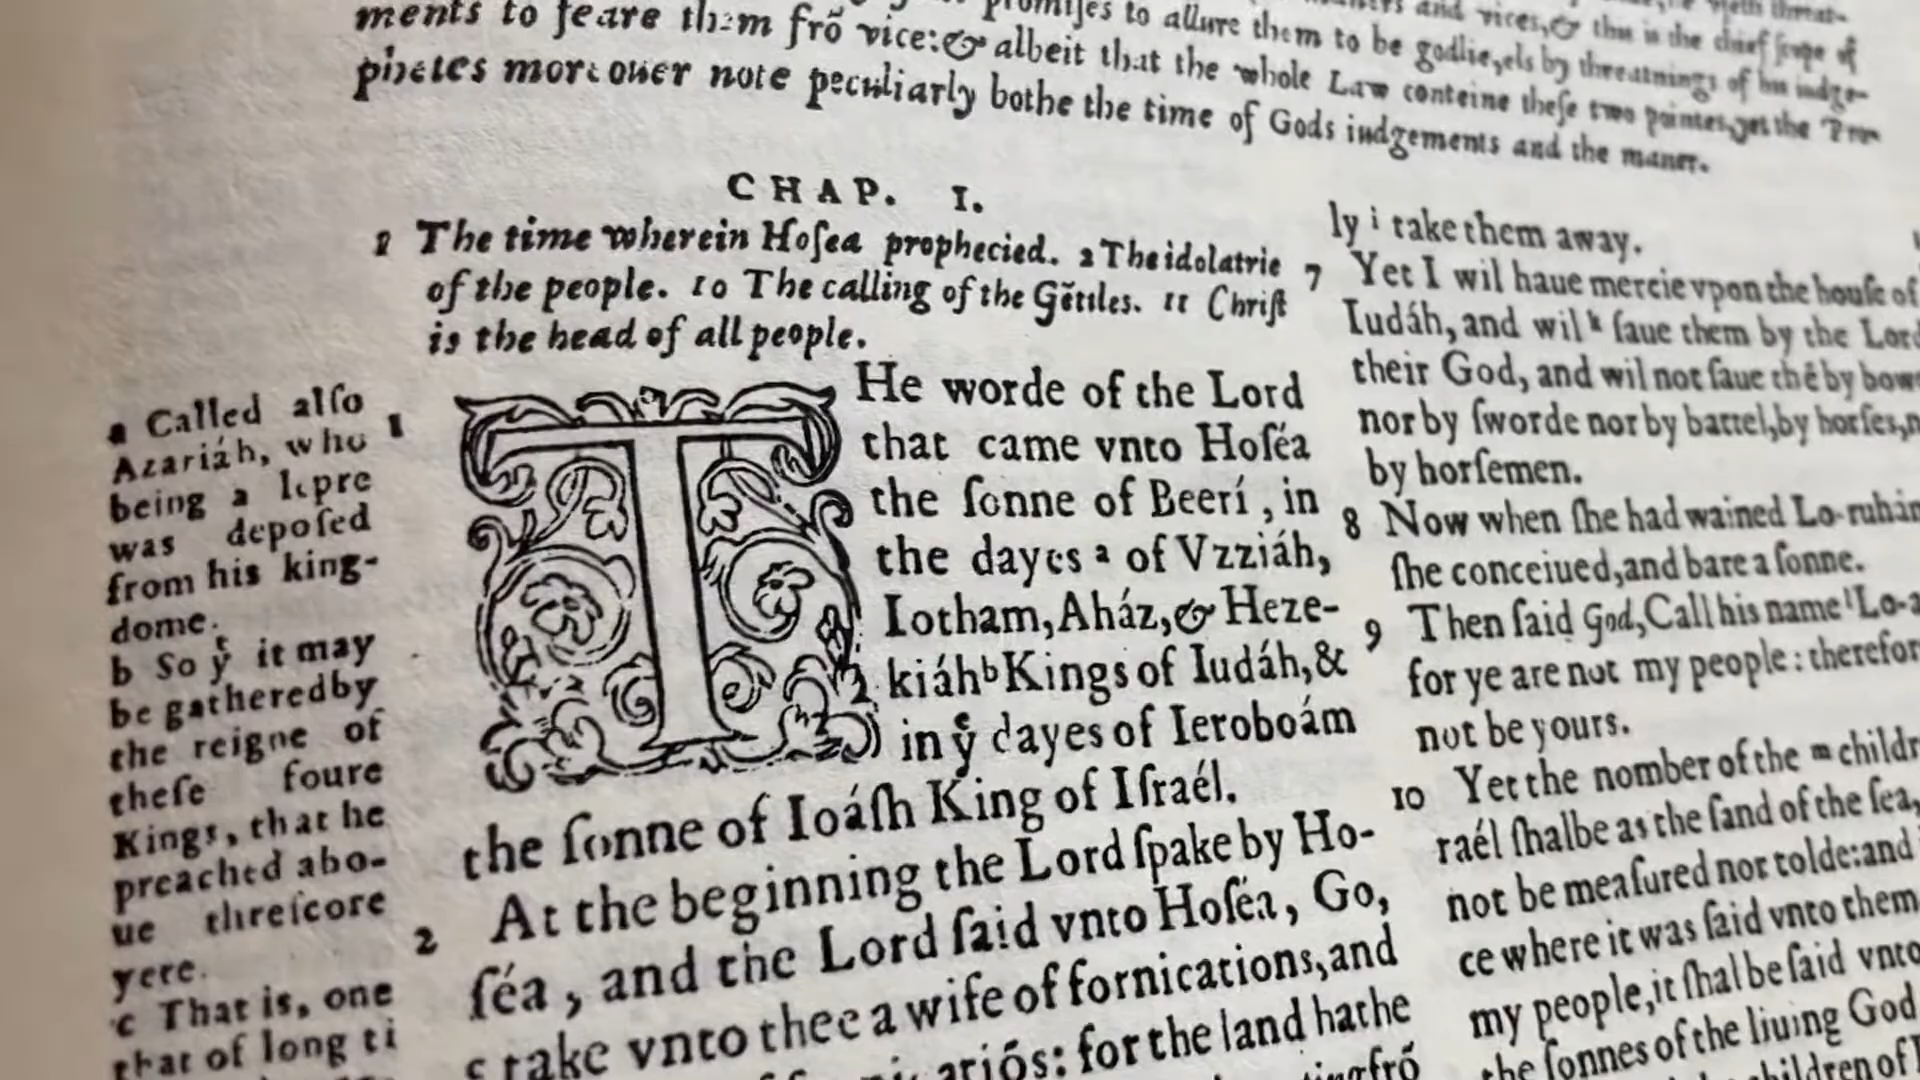 ments to feare them frõ vice:& albeit that the whole Law conteine theſe two pointes,yet the Pro-
phetes moreouer note peculiarly bothe the time of Gods iudgements and the maner.
CHAP. I.
1 The time wherein Hoſea prophecied. 2 The idolatrie
of the people. 10 The calling of the Gẽtiles. 11 Chriſt
is the head of all people.
a Called alſo
Azariáh, who
being a lepre
was depoſed
from his king-
dome.
b So yͭ it may
be gathered by
the reigne of
theſe foure
Kings, that he
preached abo-
ue threſcore
yere.
c That is, one
that of long ti
1 THe worde of the Lord
that came vnto Hoſéa
the ſonne of Beerí, in
the dayes a of Vzziáh,
Iotham, Aház, & Heze-
kiáh b Kings of Iudáh, &
in yͤ dayes of Ieroboám
the ſonne of Ioáſh King of Iſraél.
2 At the beginning the Lord ſpake by Ho-
ſéa, and the Lord ſaid vnto Hoſéa, Go,
c take vnto thee a wife of fornications, and
for the land hathe
frõ
ly i take them away.
7 Yet I wil haue mercie vpon the houſe of
Iudáh, and wil k ſaue them by the Lord
their God, and wil not ſaue thẽ by bowe
nor by ſworde nor by battel, by horſes, n
by horſemen.
8 Now when ſhe had wained Lo-ruham
ſhe conceiued, and bare a ſonne.
9 Then ſaid God, Call his name l Lo-a
for ye are not my people: therefor
not be yours.
10 Yet the nomber of the m childr
raél ſhalbe as the ſand of the ſea,
not be meaſured nor tolde: and
ce where it was ſaid vnto them
my people, it ſhal be ſaid vnto
the ſonnes of the liuing God
children of I